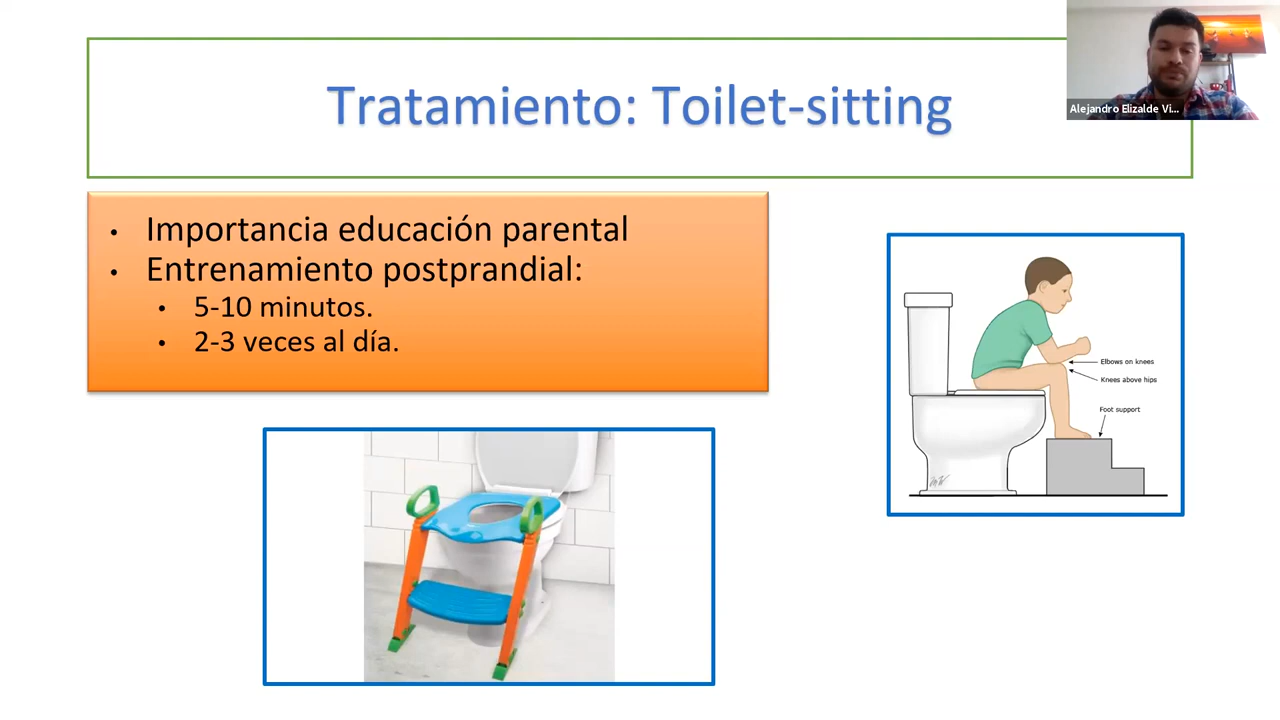 Tratamiento: Toilet-sitting
Alejandro Elizalde Vi...
• Importancia educación parental
• Entrenamiento postprandial:
• 5-10 minutos.
• 2-3 veces al día.
Elbows on knees
Knees above hips
Foot support